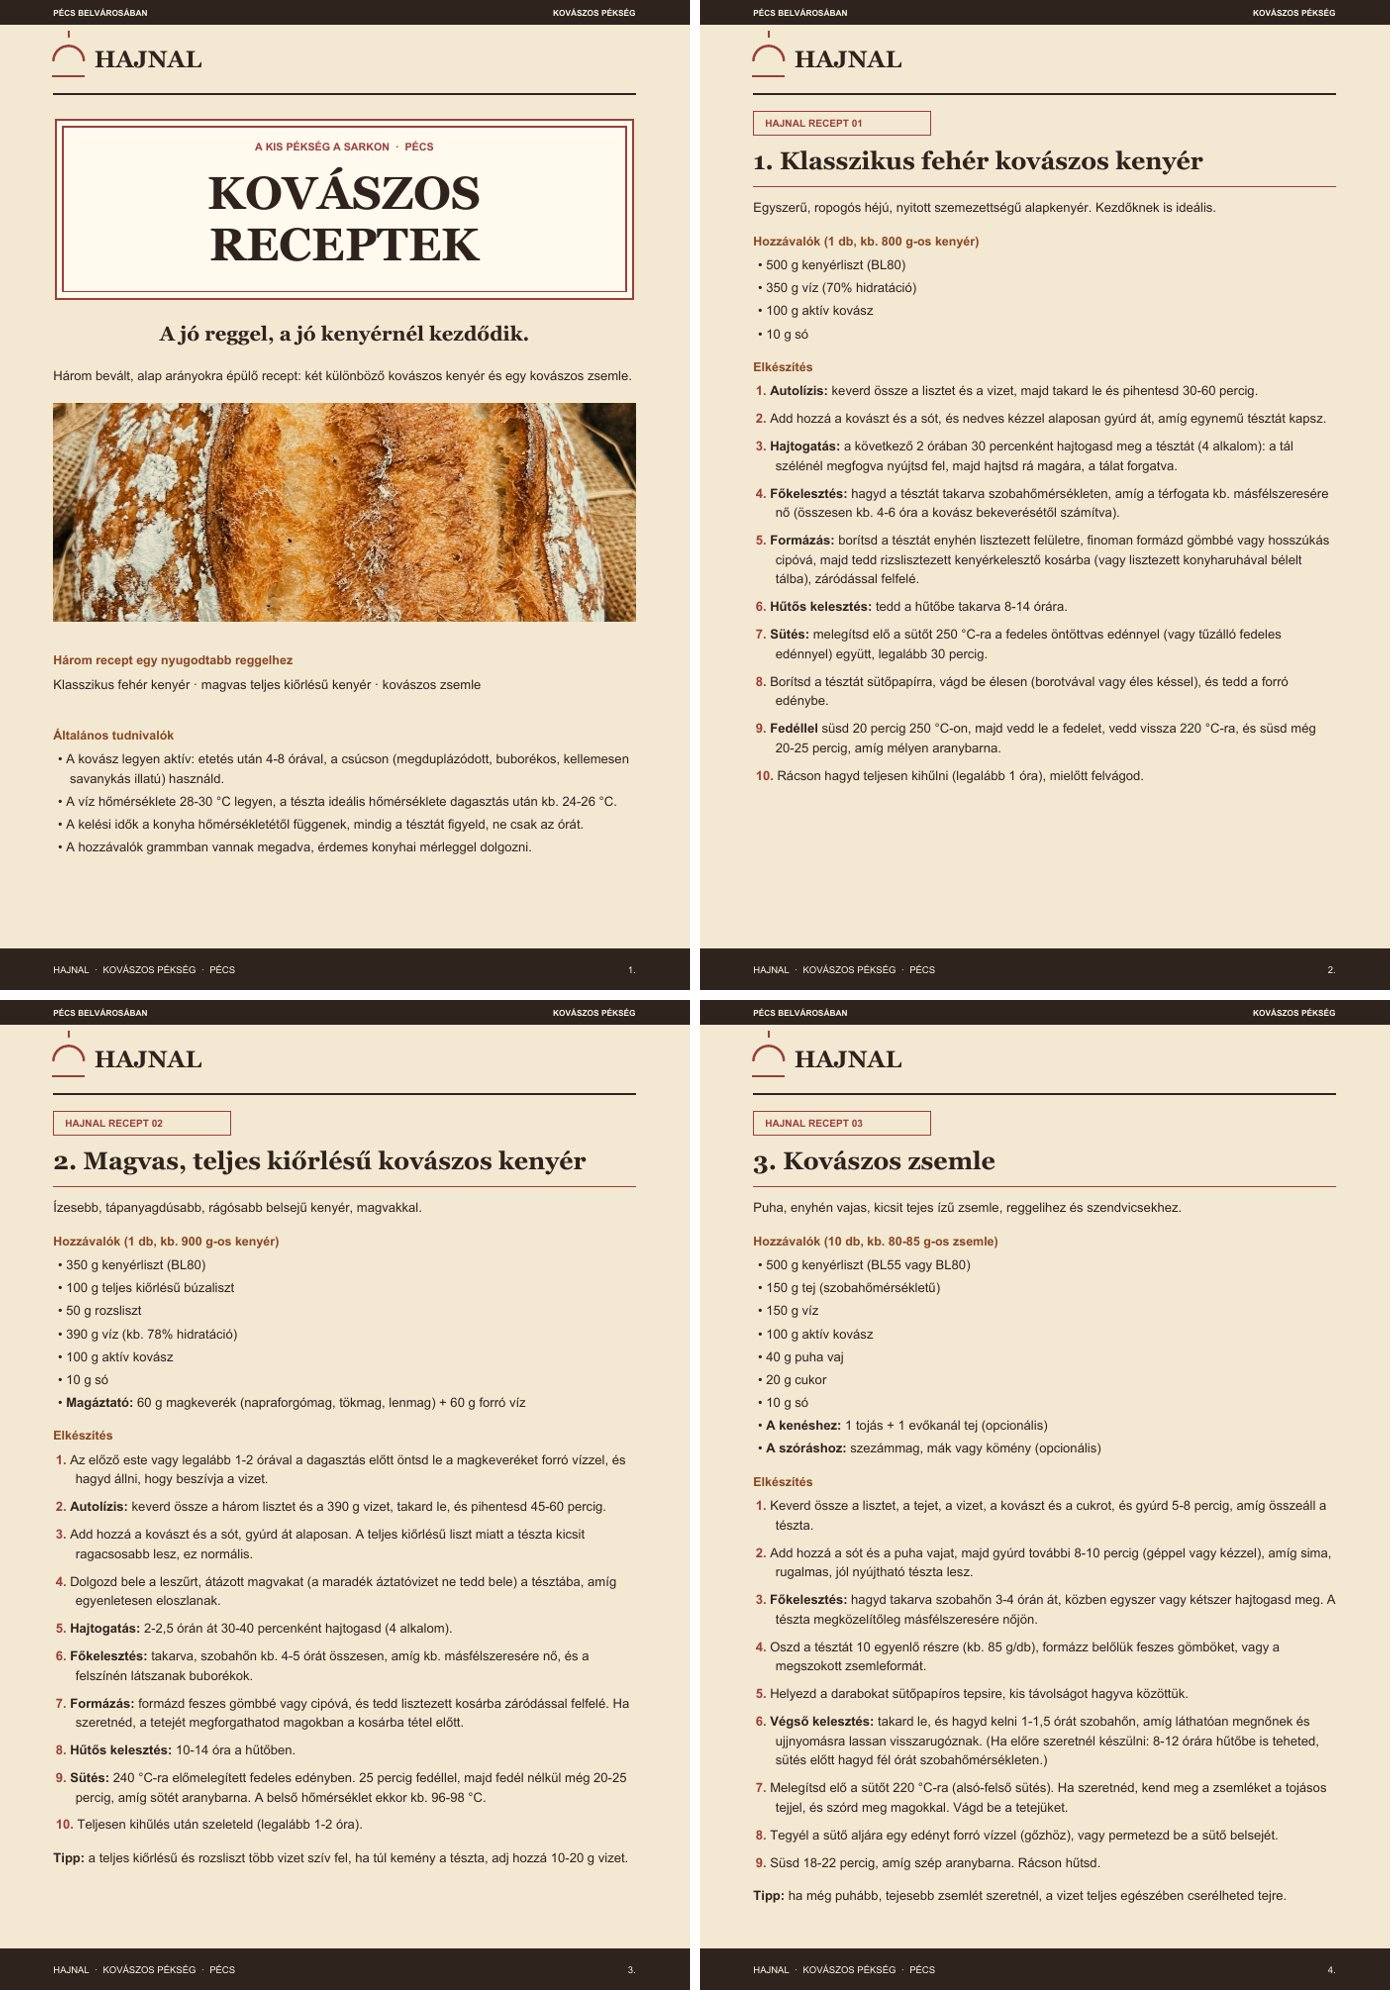 PÉCS BELVÁROSÁBAN KOVÁSZOS PÉKSÉG
HAJNAL
A KIS PÉKSÉG A SARKON · PÉCS
KOVÁSZOS
RECEPTEK
A jó reggel, a jó kenyérnél kezdődik.
Három bevált, alap arányokra épülő recept: két különböző kovászos kenyér és egy kovászos zsemle.
Három recept egy nyugodtabb reggelhez
Klasszikus fehér kenyér · magvas teljes kiőrlésű kenyér · kovászos zsemle
Általános tudnivalók
• A kovász legyen aktív: etetés után 4-8 órával, a csúcson (megduplázódott, buborékos, kellemesen
savanykás illatú) használd.
• A víz hőmérséklete 28-30 °C legyen, a tészta ideális hőmérséklete dagasztás után kb. 24-26 °C.
• A kelési idők a konyha hőmérsékletétől függenek, mindig a tésztát figyeld, ne csak az órát.
• A hozzávalók grammban vannak megadva, érdemes konyhai mérleggel dolgozni.
HAJNAL · KOVÁSZOS PÉKSÉG · PÉCS 1.
PÉCS BELVÁROSÁBAN KOVÁSZOS PÉKSÉG
HAJNAL
HAJNAL RECEPT 01
1. Klasszikus fehér kovászos kenyér
Egyszerű, ropogós héjú, nyitott szemezettségű alapkenyér. Kezdőknek is ideális.
Hozzávalók (1 db, kb. 800 g-os kenyér)
• 500 g kenyérliszt (BL80)
• 350 g víz (70% hidratáció)
• 100 g aktív kovász
• 10 g só
Elkészítés
1. Autolízis: keverd össze a lisztet és a vizet, majd takard le és pihentesd 30-60 percig.
2. Add hozzá a kovászt és a sót, és nedves kézzel alaposan gyúrd át, amíg egynemű tésztát kapsz.
3. Hajtogatás: a következő 2 órában 30 percenként hajtogasd meg a tésztát (4 alkalom): a tál
szélénél megfogva nyújtsd fel, majd hajtsd rá magára, a tálat forgatva.
4. Főkelesztés: hagyd a tésztát takarva szobahőmérsékleten, amíg a térfogata kb. másfélszeresére
nő (összesen kb. 4-6 óra a kovász bekeverésétől számítva).
5. Formázás: borítsd a tésztát enyhén lisztezett felületre, finoman formázd gömbbé vagy hosszúkás
cipóvá, majd tedd rizslisztezett kenyérkelesztő kosárba (vagy lisztezett konyharuhával bélelt
tálba), záródással felfelé.
6. Hűtős kelesztés: tedd a hűtőbe takarva 8-14 órára.
7. Sütés: melegítsd elő a sütőt 250 °C-ra a fedeles öntöttvas edénnyel (vagy tűzálló fedeles
edénnyel) együtt, legalább 30 percig.
8. Borítsd a tésztát sütőpapírra, vágd be élesen (borotvával vagy éles késsel), és tedd a forró
edénybe.
9. Fedéllel süsd 20 percig 250 °C-on, majd vedd le a fedelet, vedd vissza 220 °C-ra, és süsd még
20-25 percig, amíg mélyen aranybarna.
10. Rácson hagyd teljesen kihűlni (legalább 1 óra), mielőtt felvágod.
HAJNAL · KOVÁSZOS PÉKSÉG · PÉCS 2.
PÉCS BELVÁROSÁBAN KOVÁSZOS PÉKSÉG
HAJNAL
HAJNAL RECEPT 02
2. Magvas, teljes kiőrlésű kovászos kenyér
Ízesebb, tápanyagdúsabb, rágósabb belsejű kenyér, magvakkal.
Hozzávalók (1 db, kb. 900 g-os kenyér)
• 350 g kenyérliszt (BL80)
• 100 g teljes kiőrlésű búzaliszt
• 50 g rozsliszt
• 390 g víz (kb. 78% hidratáció)
• 100 g aktív kovász
• 10 g só
• Magáztató: 60 g magkeverék (napraforgómag, tökmag, lenmag) + 60 g forró víz
Elkészítés
1. Az előző este vagy legalább 1-2 órával a dagasztás előtt öntsd le a magkeveréket forró vízzel, és
hagyd állni, hogy beszívja a vizet.
2. Autolízis: keverd össze a három lisztet és a 390 g vizet, takard le, és pihentesd 45-60 percig.
3. Add hozzá a kovászt és a sót, gyúrd át alaposan. A teljes kiőrlésű liszt miatt a tészta kicsit
ragacsosabb lesz, ez normális.
4. Dolgozd bele a leszűrt, átázott magvakat (a maradék áztatóvizet ne tedd bele) a tésztába, amíg
egyenletesen eloszlanak.
5. Hajtogatás: 2-2,5 órán át 30-40 percenként hajtogasd (4 alkalom).
6. Főkelesztés: takarva, szobahőn kb. 4-5 órát összesen, amíg kb. másfélszeresére nő, és a
felszínén látszanak buborékok.
7. Formázás: formázd feszes gömbbé vagy cipóvá, és tedd lisztezett kosárba záródással felfelé. Ha
szeretnéd, a tetejét megforgathatod magokban a kosárba tétel előtt.
8. Hűtős kelesztés: 10-14 óra a hűtőben.
9. Sütés: 240 °C-ra előmelegített fedeles edényben. 25 percig fedéllel, majd fedél nélkül még 20-25
percig, amíg sötét aranybarna. A belső hőmérséklet ekkor kb. 96-98 °C.
10. Teljesen kihűlés után szeleteld (legalább 1-2 óra).
Tipp: a teljes kiőrlésű és rozsliszt több vizet szív fel, ha túl kemény a tészta, adj hozzá 10-20 g vizet.
HAJNAL · KOVÁSZOS PÉKSÉG · PÉCS 3.
PÉCS BELVÁROSÁBAN KOVÁSZOS PÉKSÉG
HAJNAL
HAJNAL RECEPT 03
3. Kovászos zsemle
Puha, enyhén vajas, kicsit tejes ízű zsemle, reggelihez és szendvicsekhez.
Hozzávalók (10 db, kb. 80-85 g-os zsemle)
• 500 g kenyérliszt (BL55 vagy BL80)
• 150 g tej (szobahőmérsékletű)
• 150 g víz
• 100 g aktív kovász
• 40 g puha vaj
• 20 g cukor
• 10 g só
• A kenéshez: 1 tojás + 1 evőkanál tej (opcionális)
• A szóráshoz: szezámmag, mák vagy kömény (opcionális)
Elkészítés
1. Keverd össze a lisztet, a tejet, a vizet, a kovászt és a cukrot, és gyúrd 5-8 percig, amíg összeáll a
tészta.
2. Add hozzá a sót és a puha vajat, majd gyúrd további 8-10 percig (géppel vagy kézzel), amíg sima,
rugalmas, jól nyújtható tészta lesz.
3. Főkelesztés: hagyd takarva szobahőn 3-4 órán át, közben egyszer vagy kétszer hajtogasd meg. A
tészta megközelítőleg másfélszeresére nőjön.
4. Oszd a tésztát 10 egyenlő részre (kb. 85 g/db), formázz belőlük feszes gömböket, vagy a
megszokott zsemleformát.
5. Helyezd a darabokat sütőpapíros tepsire, kis távolságot hagyva közöttük.
6. Végső kelesztés: takard le, és hagyd kelni 1-1,5 órát szobahőn, amíg láthatóan megnőnek és
ujjnyomásra lassan visszarugóznak. (Ha előre szeretnél készülni: 8-12 órára hűtőbe is teheted,
sütés előtt hagyd fél órát szobahőmérsékleten.)
7. Melegítsd elő a sütőt 220 °C-ra (alsó-felső sütés). Ha szeretnéd, kend meg a zsemléket a tojásos
tejjel, és szórd meg magokkal. Vágd be a tetejüket.
8. Tegyél a sütő aljára egy edényt forró vízzel (gőzhöz), vagy permetezd be a sütő belsejét.
9. Süsd 18-22 percig, amíg szép aranybarna. Rácson hűtsd.
Tipp: ha még puhább, tejesebb zsemlét szeretnél, a vizet teljes egészében cserélheted tejre.
HAJNAL · KOVÁSZOS PÉKSÉG · PÉCS 4.